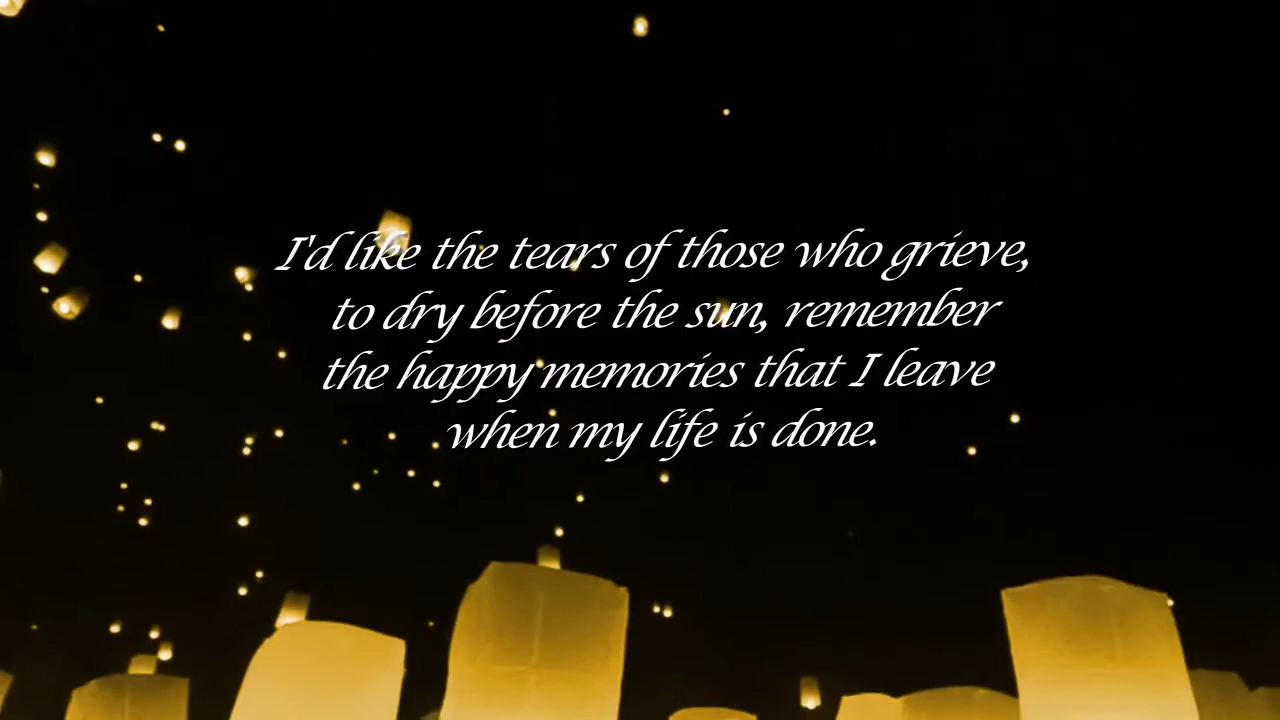 I'd like the tears of those who grieve,
to dry before the sun, remember
the happy memories that I leave
when my life is done.